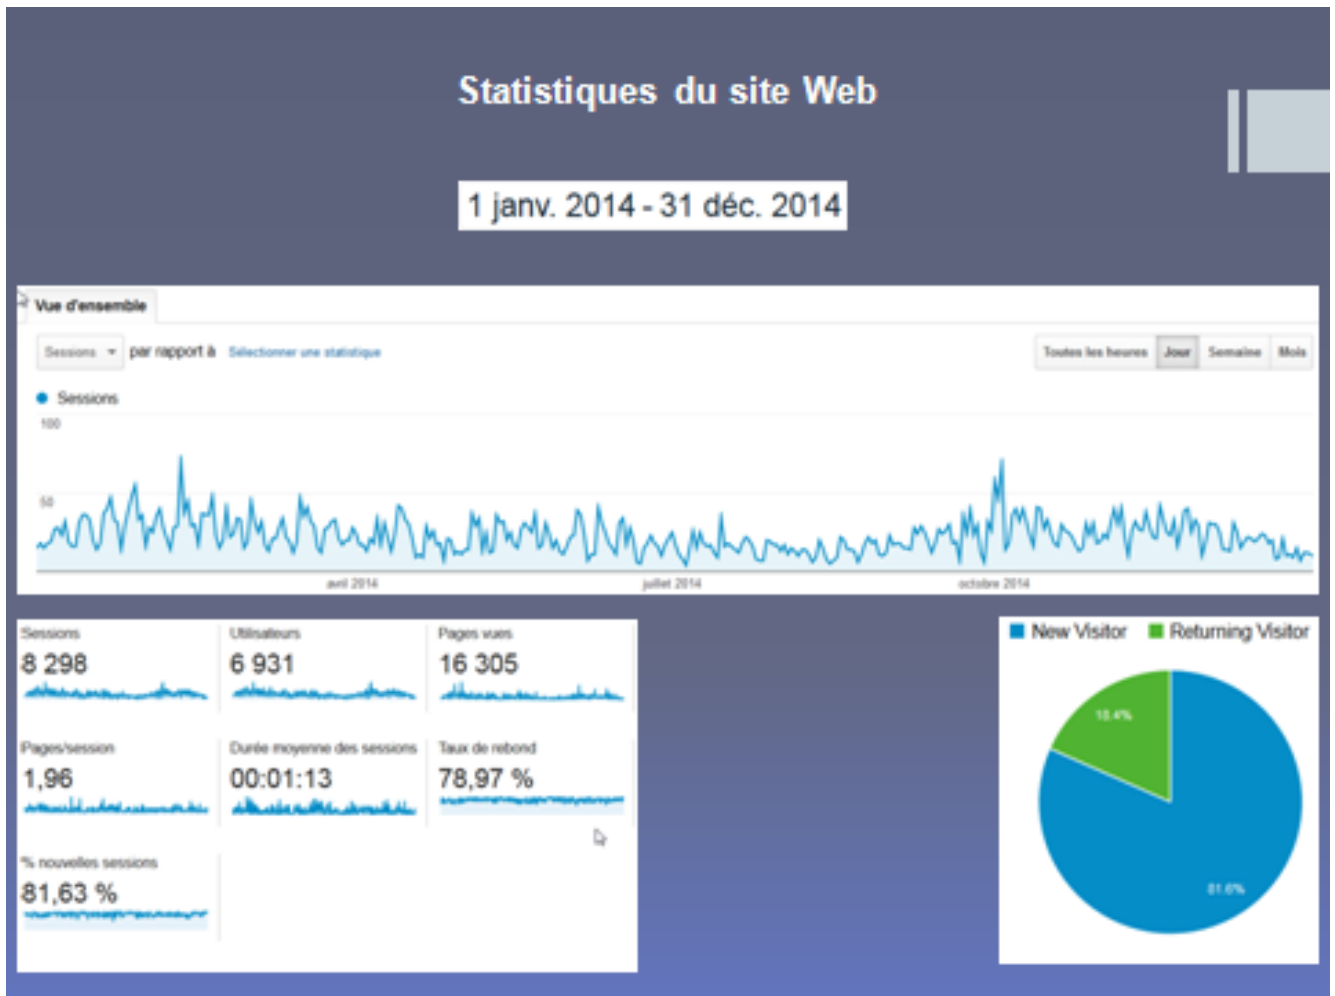 Statistiques du site Web
1 janv. 2014 - 31 déc. 2014
Vue d'ensemble
Sessions par rapport à Sélectionner une statistique
Toutes les heures Jour Semaine Mois
Sessions
100
50
avril 2014 juillet 2014 octobre 2014
Sessions Utilisateurs Pages vues
8 298 6 931 16 305
Pages/session Durée moyenne des sessions Taux de rebond
1,96 00:01:13 78,97 %
% nouvelles sessions
81,63 %
New Visitor Returning Visitor
18.4%
81.6%